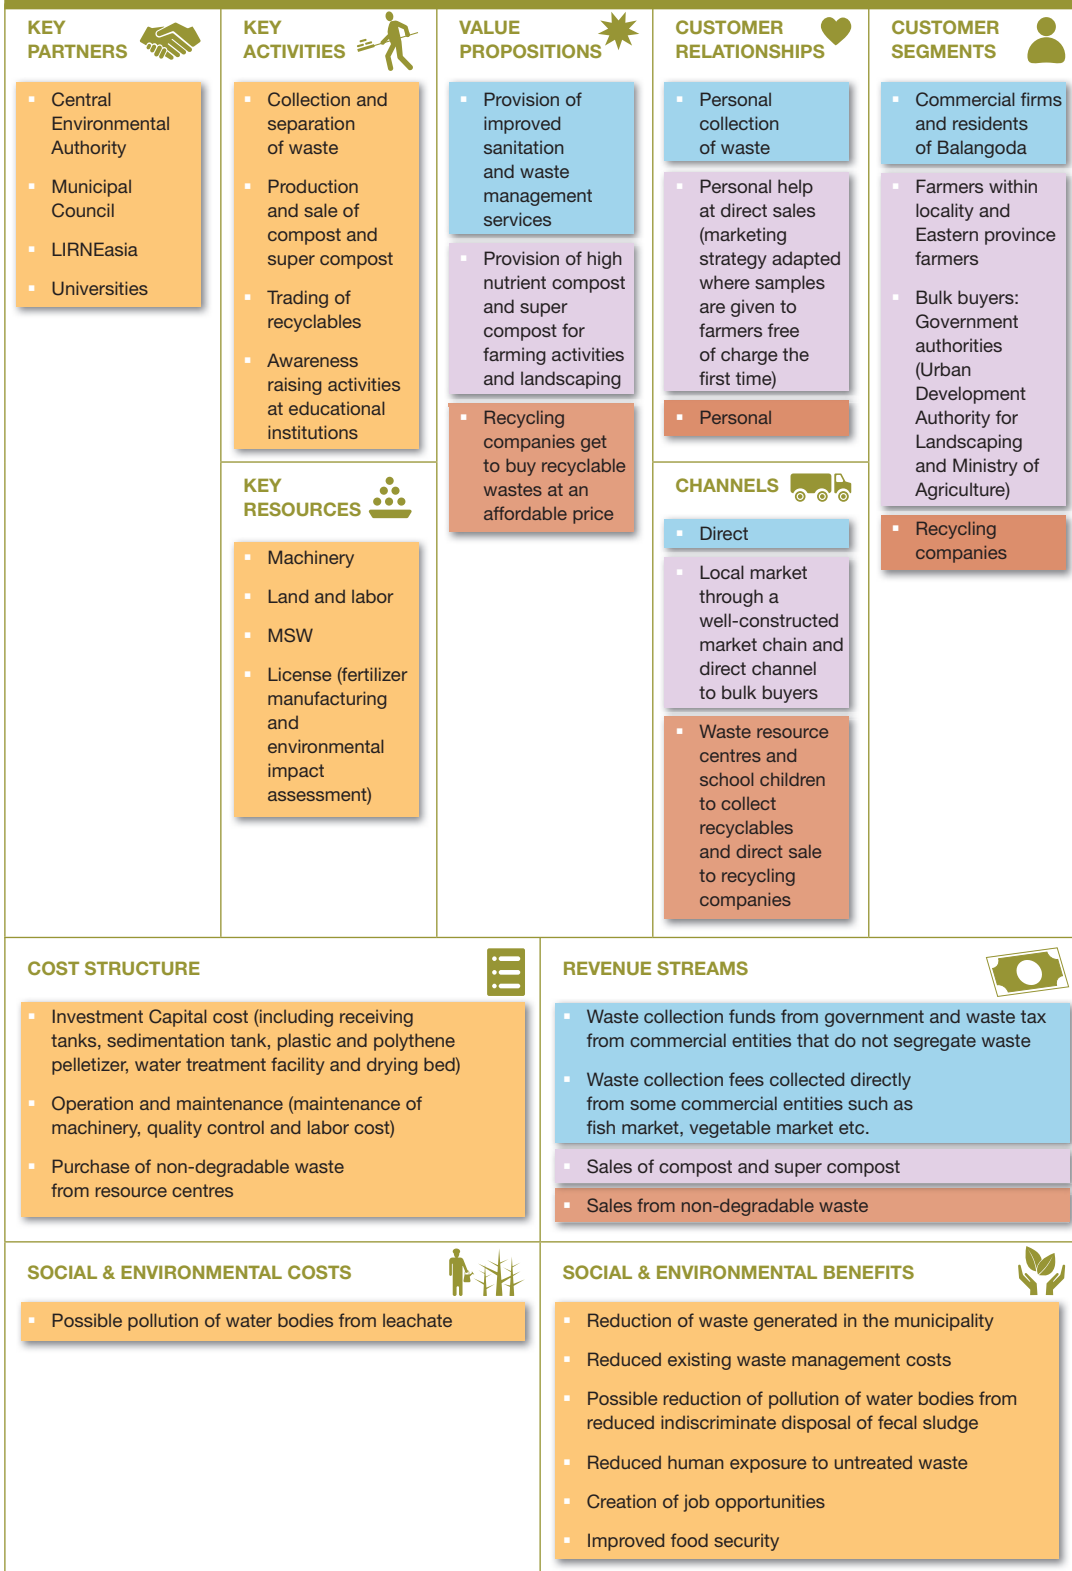 KEY
PARTNERS
Central
Environmental
Authority
Municipal
Council
LIRNEasia
Universities
KEY
ACTIVITIES
Collection and
separation
of waste
Production
and sale of
compost and
super compost
Trading of
recyclables
Awareness
raising activities
at educational
institutions
KEY
RESOURCES
Machinery
Land and labor
MSW
License (fertilizer
manufacturing
and
environmental
impact
assessment)
VALUE
PROPOSITIONS
Provision of
improved
sanitation
and waste
management
services
Provision of high
nutrient compost
and super
compost for
farming activities
and landscaping
Recycling
companies get
to buy recyclable
wastes at an
affordable price
CUSTOMER
RELATIONSHIPS
Personal
collection
of waste
Personal help
at direct sales
(marketing
strategy adapted
where samples
are given to
farmers free
of charge the
first time)
Personal
CHANNELS
Direct
Local market
through a
well-constructed
market chain and
direct channel
to bulk buyers
Waste resource
centres and
school children
to collect
recyclables
and direct sale
to recycling
companies
CUSTOMER
SEGMENTS
Commercial firms
and residents
of Balangoda
Farmers within
locality and
Eastern province
farmers
Bulk buyers:
Government
authorities
(Urban
Development
Authority for
Landscaping
and Ministry of
Agriculture)
Recycling
companies
COST STRUCTURE
Investment Capital cost (including receiving
tanks, sedimentation tank, plastic and polythene
pelletizer, water treatment facility and drying bed)
Operation and maintenance (maintenance of
machinery, quality control and labor cost)
Purchase of non-degradable waste
from resource centres
REVENUE STREAMS
Waste collection funds from government and waste tax
from commercial entities that do not segregate waste
Waste collection fees collected directly
from some commercial entities such as
fish market, vegetable market etc.
Sales of compost and super compost
Sales from non-degradable waste
SOCIAL & ENVIRONMENTAL COSTS
Possible pollution of water bodies from leachate
SOCIAL & ENVIRONMENTAL BENEFITS
Reduction of waste generated in the municipality
Reduced existing waste management costs
Possible reduction of pollution of water bodies from
reduced indiscriminate disposal of fecal sludge
Reduced human exposure to untreated waste
Creation of job opportunities
Improved food security